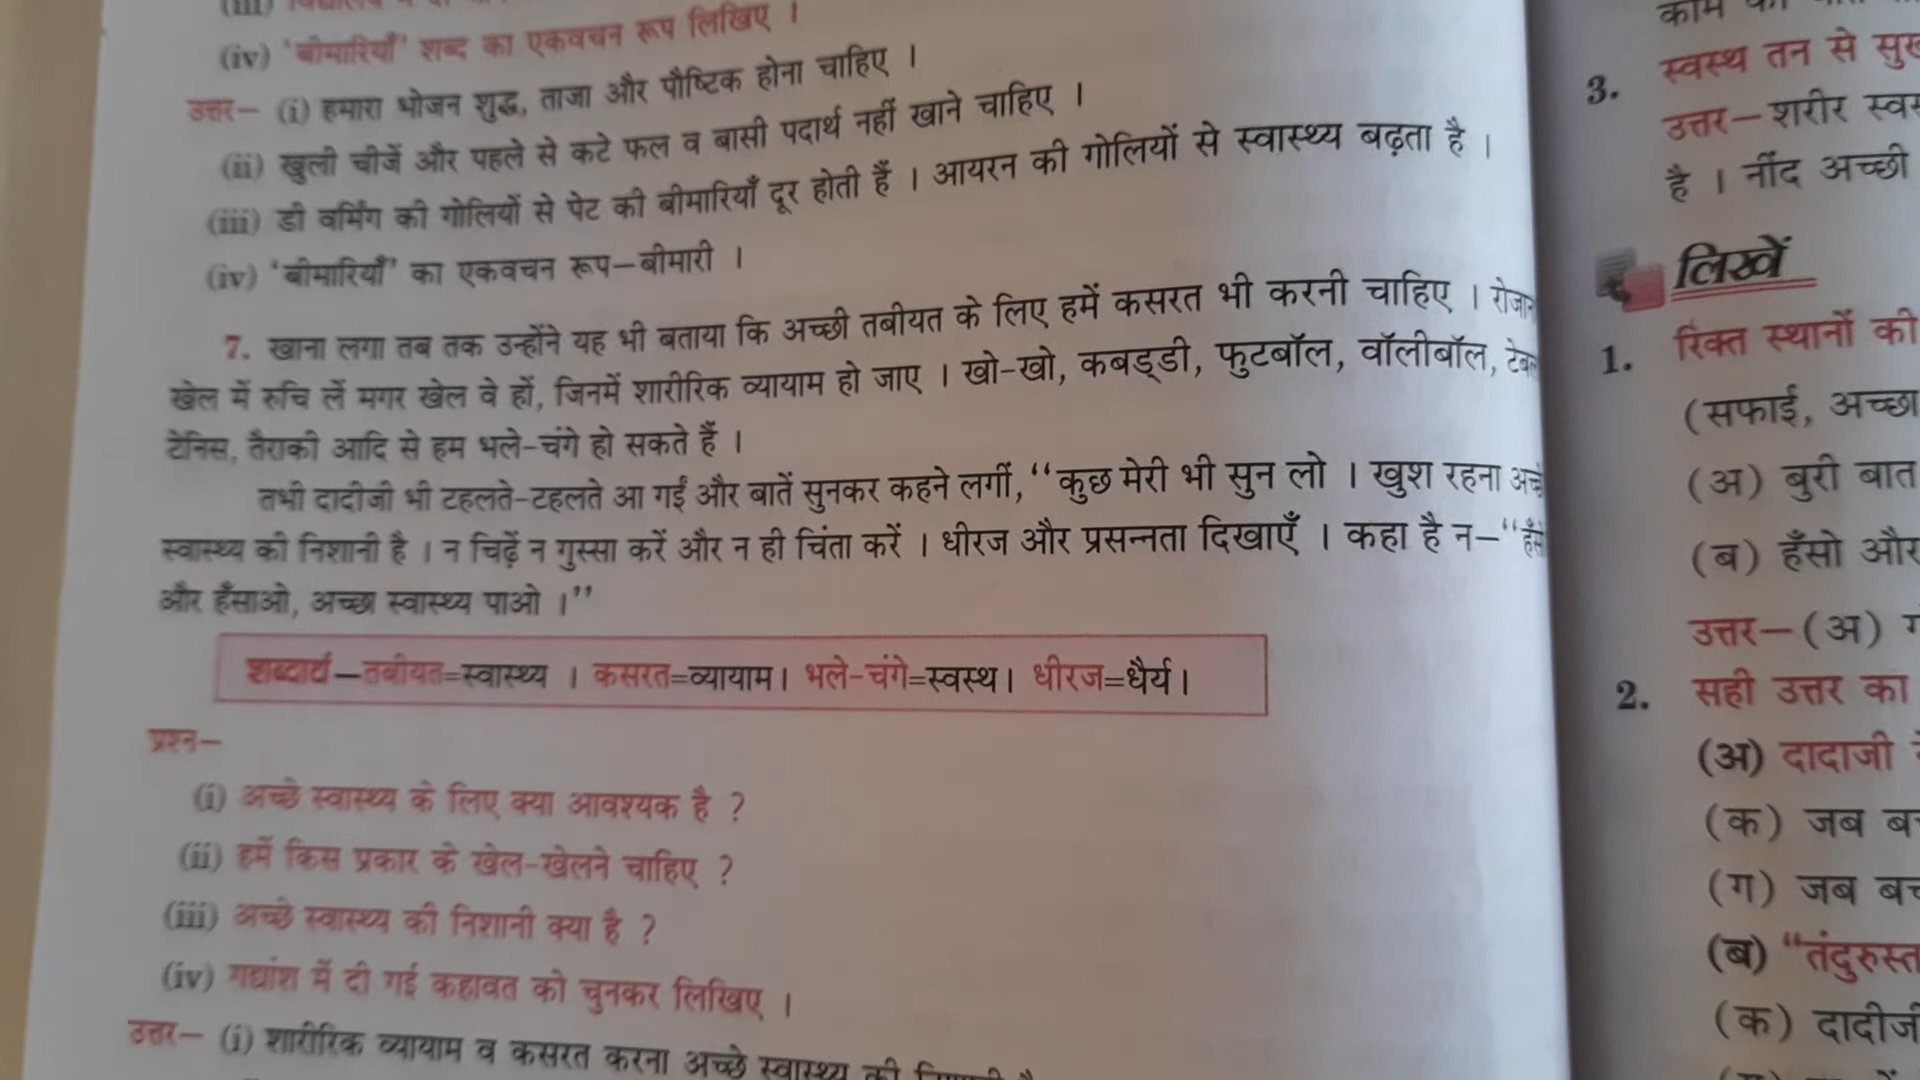 (iv) 'बीमारियाँ' शब्द का एकवचन रूप लिखिए ।
उत्तर– (i) हमारा भोजन शुद्ध, ताजा और पौष्टिक होना चाहिए ।
(ii) खुली चीजें और पहले से कटे फल व बासी पदार्थ नहीं खाने चाहिए ।
(iii) डी वर्मिंग की गोलियों से पेट की बीमारियाँ दूर होती हैं । आयरन की गोलियों से स्वास्थ्य बढ़ता है ।
(iv) 'बीमारियाँ' का एकवचन रूप–बीमारी ।
7. खाना लगा तब तक उन्होंने यह भी बताया कि अच्छी तबीयत के लिए हमें कसरत भी करनी चाहिए ।
खेल में रुचि लें मगर खेल वे हों, जिनमें शारीरिक व्यायाम हो जाए । खो-खो, कबड्डी, फुटबॉल, वॉलीबॉल,
टेनिस, तैराकी आदि से हम भले-चंगे हो सकते हैं ।
तभी दादीजी भी टहलते-टहलते आ गईं और बातें सुनकर कहने लगीं, ‘‘कुछ मेरी भी सुन लो । खुश रहना
स्वास्थ्य की निशानी है । न चिढ़ें न गुस्सा करें और न ही चिंता करें । धीरज और प्रसन्नता दिखाएँ । कहा है न–
और हँसाओ, अच्छा स्वास्थ्य पाओ ।’’
शब्दार्थ–तबीयत=स्वास्थ्य । कसरत=व्यायाम। भले-चंगे=स्वस्थ। धीरज=धैर्य।
प्रश्न–
(i) अच्छे स्वास्थ्य के लिए क्या आवश्यक है ?
(ii) हमें किस प्रकार के खेल-खेलने चाहिए ?
(iii) अच्छे स्वास्थ्य की निशानी क्या है ?
(iv) गद्यांश में दी गई कहावत को चुनकर लिखिए ।
उत्तर– (i) शारीरिक व्यायाम व कसरत करना अच्छे स्वास्थ्य की
3. स्वस्थ तन से
उत्तर–शरीर
है । नींद अच्छी
लिखें
1. रिक्त स्थानों की
(सफाई, अच्छा
(अ) बुरी बात
(ब) हँसो और
उत्तर–(अ)
2. सही उत्तर का
(अ) दादाजी
(क) जब
(ग) जब
(ब)
(क)